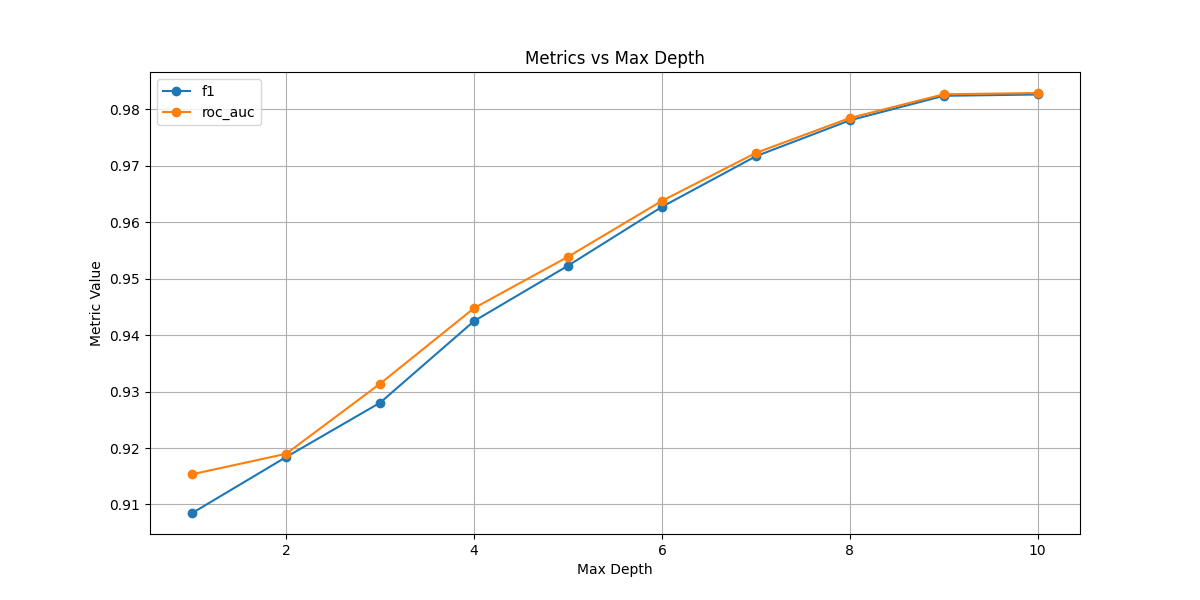 Metrics vs Max Depth
f1
roc_auc
0.98
0.97
0.96
0.95
0.94
0.93
0.92
0.91
Metric Value
2 4 6 8 10
Max Depth